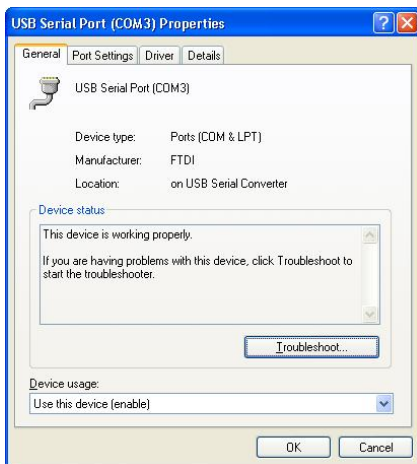 USB Serial Port (COM3) Properties
General Port Settings Driver Details
USB Serial Port (COM3)
Device type: Ports (COM & LPT)
Manufacturer: FTDI
Location: on USB Serial Converter
Device status
This device is working properly.
If you are having problems with this device, click Troubleshoot to
start the troubleshooter.
Troubleshoot...
Device usage:
Use this device (enable)
OK Cancel